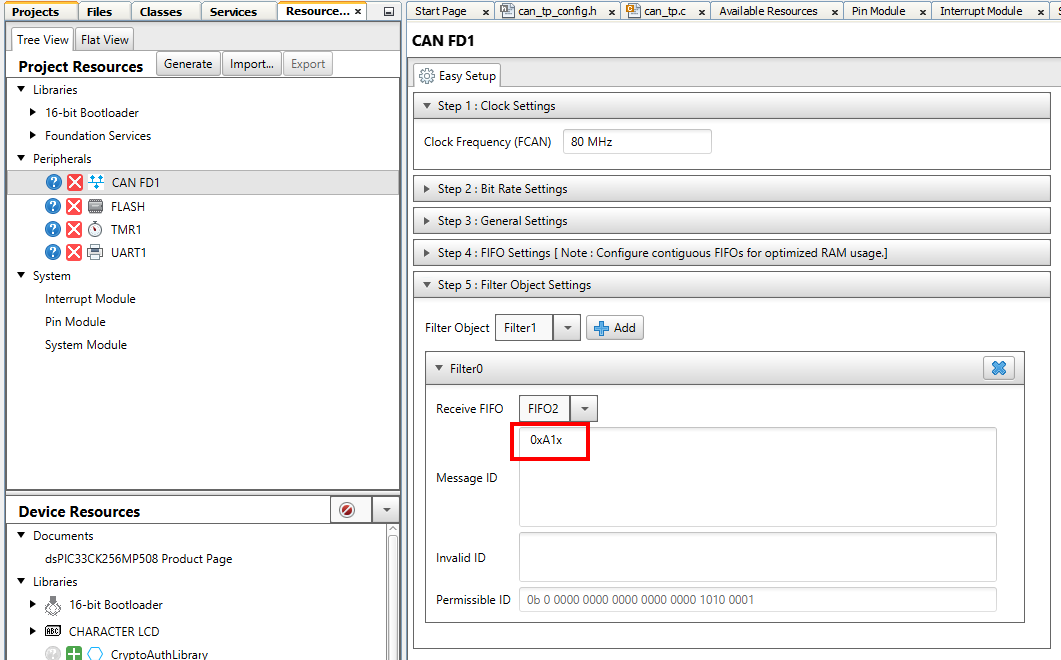 Projects Files Classes Services Resource... ×
Tree View Flat View
Project Resources Generate Import... Export
Libraries
16-bit Bootloader
Foundation Services
Peripherals
CAN FD1
FLASH
TMR1
UART1
System
Interrupt Module
Pin Module
System Module
Device Resources
Documents
dsPIC33CK256MP508 Product Page
Libraries
16-bit Bootloader
ABC CHARACTER LCD
CryptoAuthLibrary
Start Page × can_tp_config.h × can_tp.c × Available Resources × Pin Module × Interrupt Module ×
CAN FD1
Easy Setup
Step 1 : Clock Settings
Clock Frequency (FCAN) 80 MHz
Step 2 : Bit Rate Settings
Step 3 : General Settings
Step 4 : FIFO Settings [ Note : Configure contiguous FIFOs for optimized RAM usage.]
Step 5 : Filter Object Settings
Filter Object Filter1 Add
Filter0
Receive FIFO FIFO2
0xA1x
Message ID
Invalid ID
Permissible ID 0b 0 0000 0000 0000 0000 0000 1010 0001